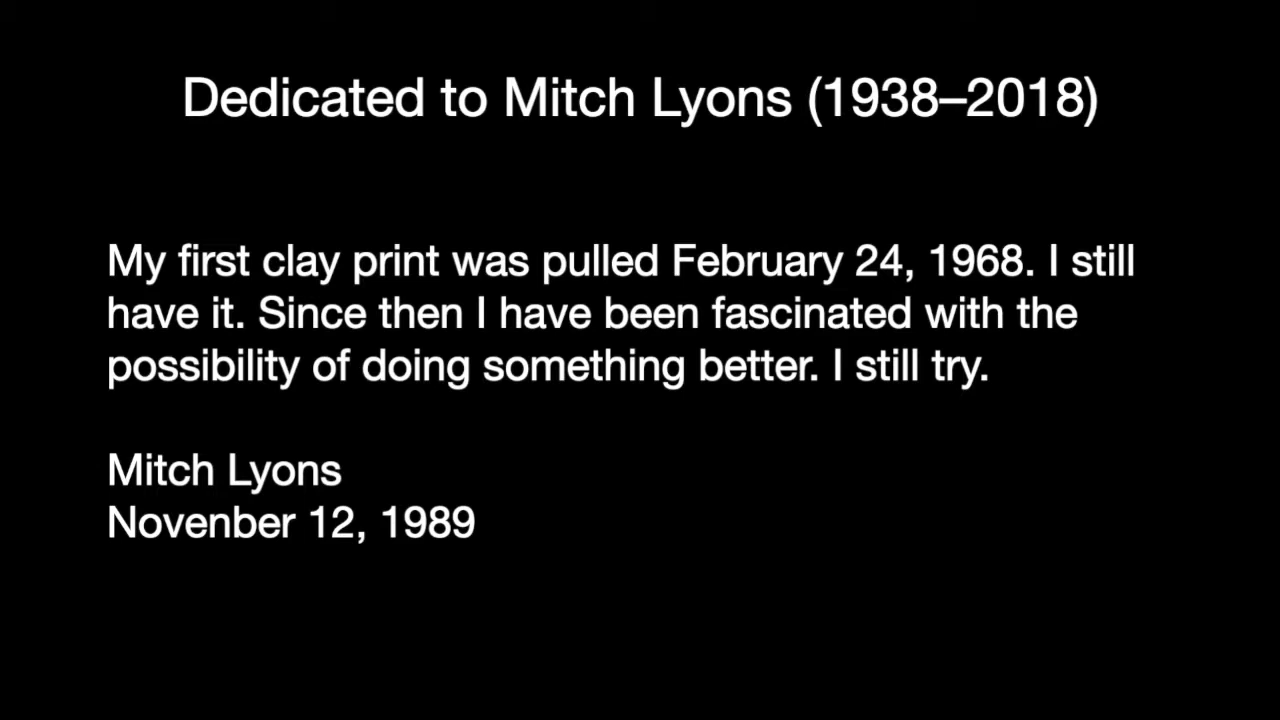 Dedicated to Mitch Lyons (1938–2018)
My first clay print was pulled February 24, 1968. I still
have it. Since then I have been fascinated with the
possibility of doing something better. I still try.
Mitch Lyons
Novenber 12, 1989